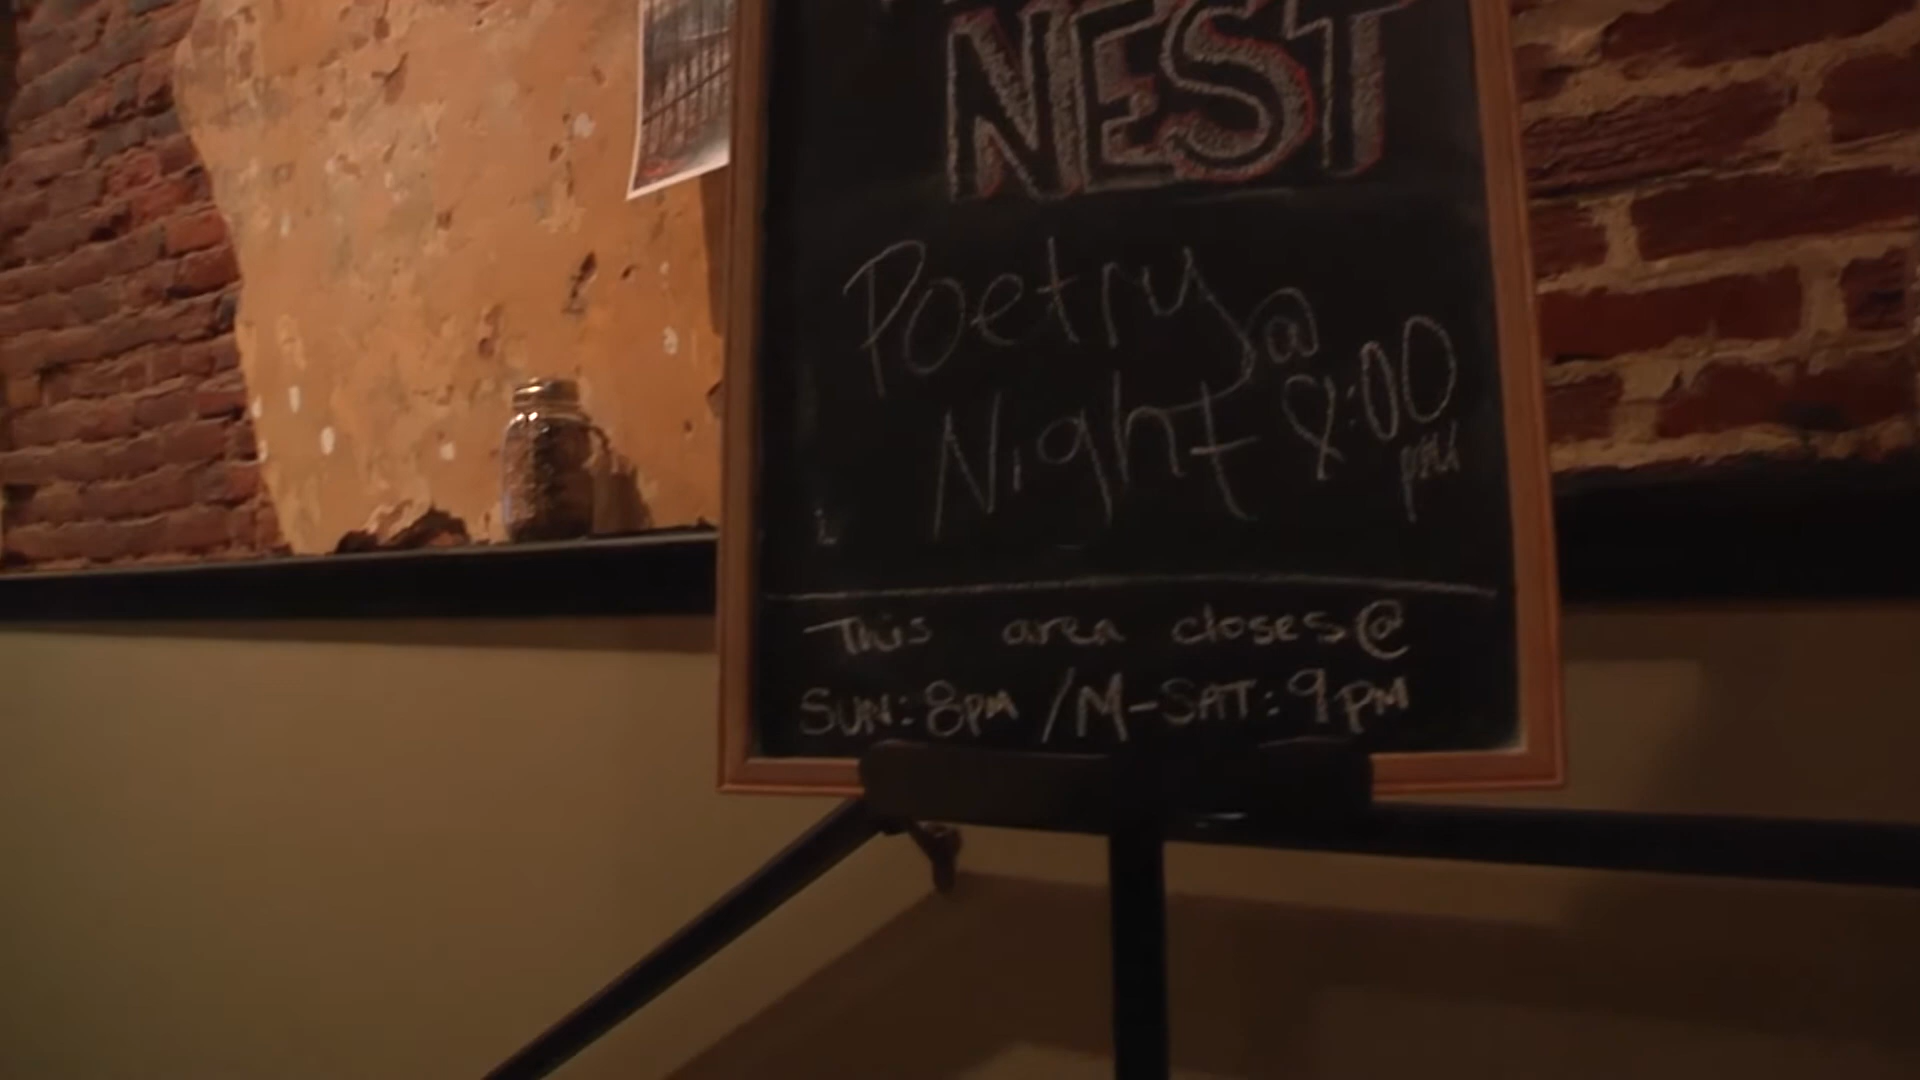 NEST
Poetry @
Night 8:00
pm
This area closes @
SUN: 8PM / M-SAT: 9PM